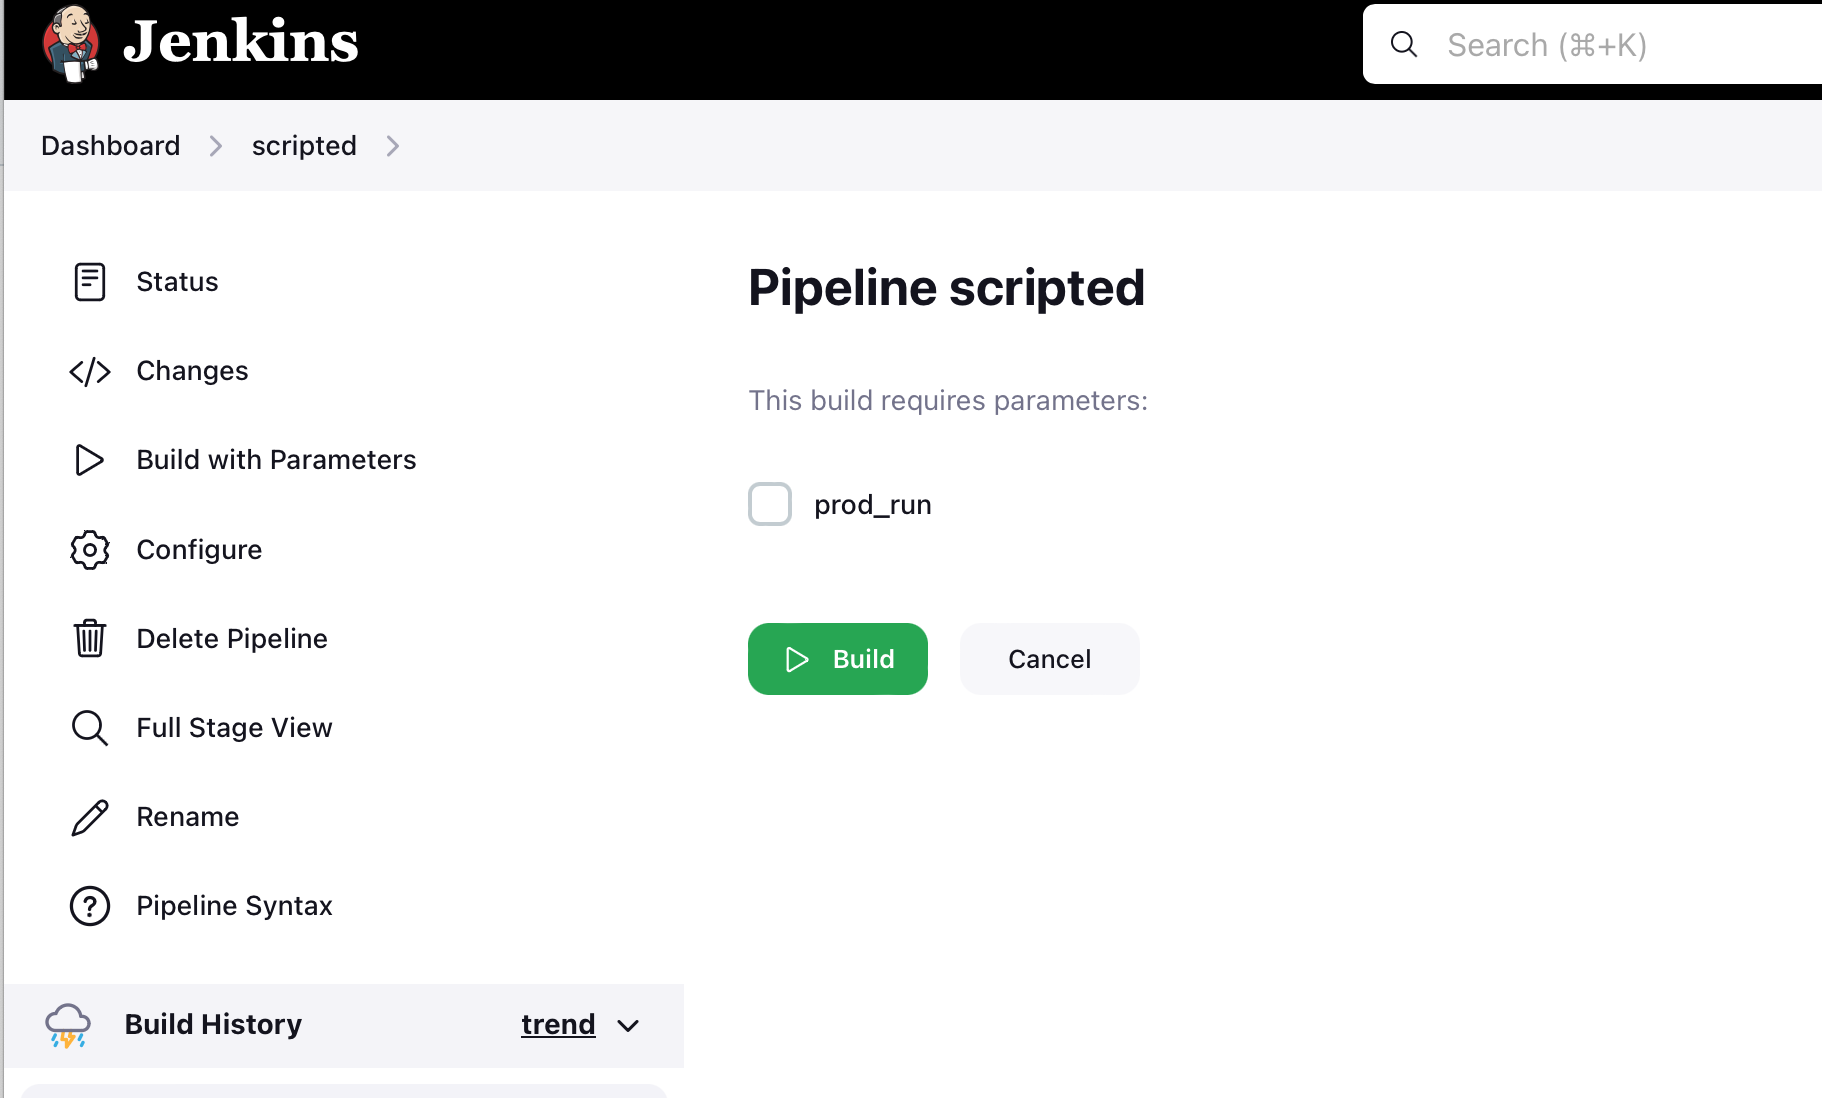 Jenkins
Search (⌘+K)
Dashboard
scripted
Status
Changes
Build with Parameters
Configure
Delete Pipeline
Full Stage View
Rename
Pipeline Syntax
Build History
trend
Pipeline scripted
This build requires parameters:
prod_run
Build
Cancel